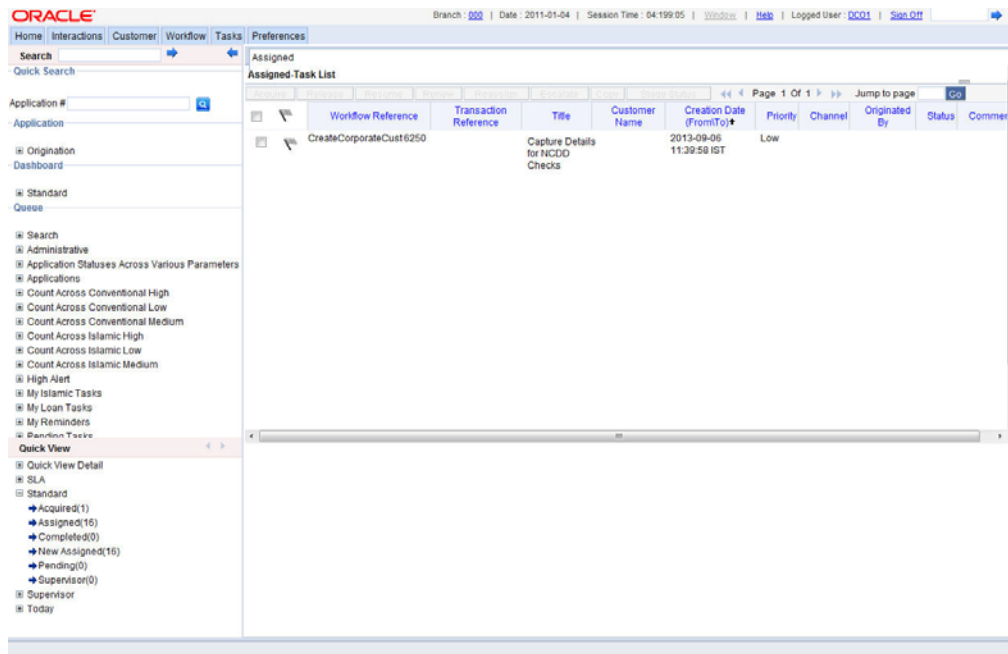 ORACLE
Branch : 000 | Date : 2011-01-04 | Session Time : 04:199:05 | Window | Help | Logged User : DCO1 | Sign Off
Home Interactions Customer Workflow Tasks Preferences
Search
Quick Search
Application #
Application
Origination
Dashboard
Standard
Queue
Search
Administrative
Application Statuses Across Various Parameters
Applications
Count Across Conventional High
Count Across Conventional Low
Count Across Conventional Medium
Count Across Islamic High
Count Across Islamic Low
Count Across Islamic Medium
High Alert
My Islamic Tasks
My Loan Tasks
My Reminders
Pending Tasks
Quick View
Quick View Detail
SLA
Standard
Acquired(1)
Assigned(16)
Completed(0)
New Assigned(16)
Pending(0)
Supervisor(0)
Supervisor
Today
Assigned
Assigned-Task List
Acquire Release Resume Renew Reassign Escalate Copy Stage Status Page 1 Of 1 Jump to page Go
Workflow Reference Transaction Reference Title Customer Name Creation Date (From\To) Priority Channel Originated By Status Commen
CreateCorporateCust6250 Capture Details for NCDD Checks 2013-09-06 11:39:58 IST Low